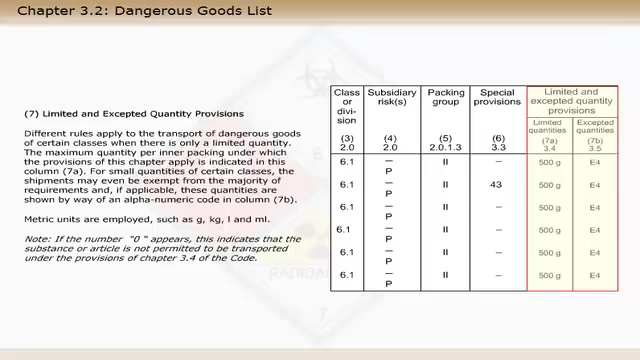 Chapter 3.2: Dangerous Goods List
(7) Limited and Excepted Quantity Provisions
Different rules apply to the transport of dangerous goods
of certain classes when there is only a limited quantity.
The maximum quantity per inner packing under which
the provisions of this chapter apply is indicated in this
column (7a). For small quantities of certain classes, the
shipments may even be exempt from the majority of
requirements and, if applicable, these quantities are
shown by way of an alpha-numeric code in column (7b).
Metric units are employed, such as g, kg, l and ml.
Note: If the number "0 " appears, this indicates that the
substance or article is not permitted to be transported
under the provisions of chapter 3.4 of the Code.
Class or divi- sion Subsidiary risk(s) Packing group Special provisions Limited and excepted quantity provisions
Limited quantities Excepted quantities
(3) (4) (5) (6) (7a) (7b)
2.0 2.0 2.0.1.3 3.3 3.4 3.5
6.1 – P II – 500 g E4
6.1 – P II 43 500 g E4
6.1 – P II – 500 g E4
6.1 – P II – 500 g E4
6.1 – P II – 500 g E4
6.1 – P II – 500 g E4
6
RADIOA
7